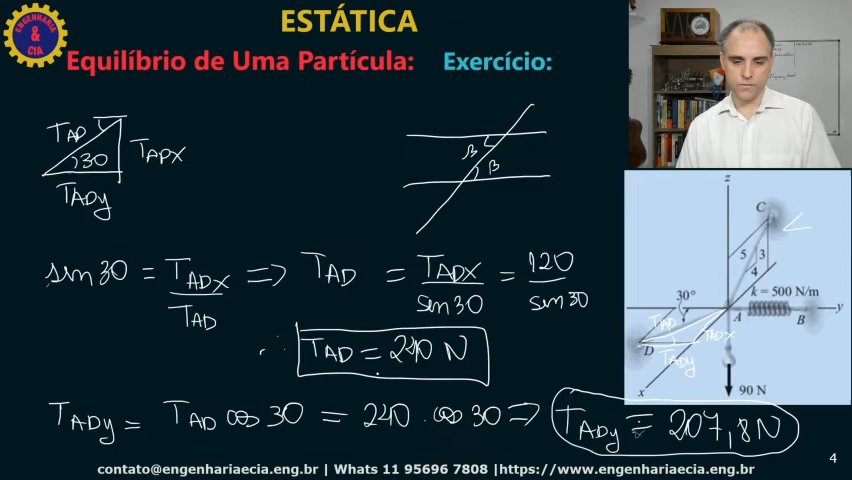 ENGENHARIA
&
CIA
ESTÁTICA
Equilíbrio de Uma Partícula: Exercício:
TAD
30
TADX
TADy
β
β
sin 30 = TADX / TAD => TAD = TADX / sin 30 = 120 / sin 30
∴ TAD = 240 N
TADy = TAD cos 30 = 240 . cos 30 => TADy = 207,8N
z
C
5
3
4
k = 500 N/m
30°
A
B
y
TAD
TADX
D
TADy
x
90 N
4
contato@engenhariaecia.eng.br | Whats 11 95696 7808 |https://www.engenhariaecia.eng.br